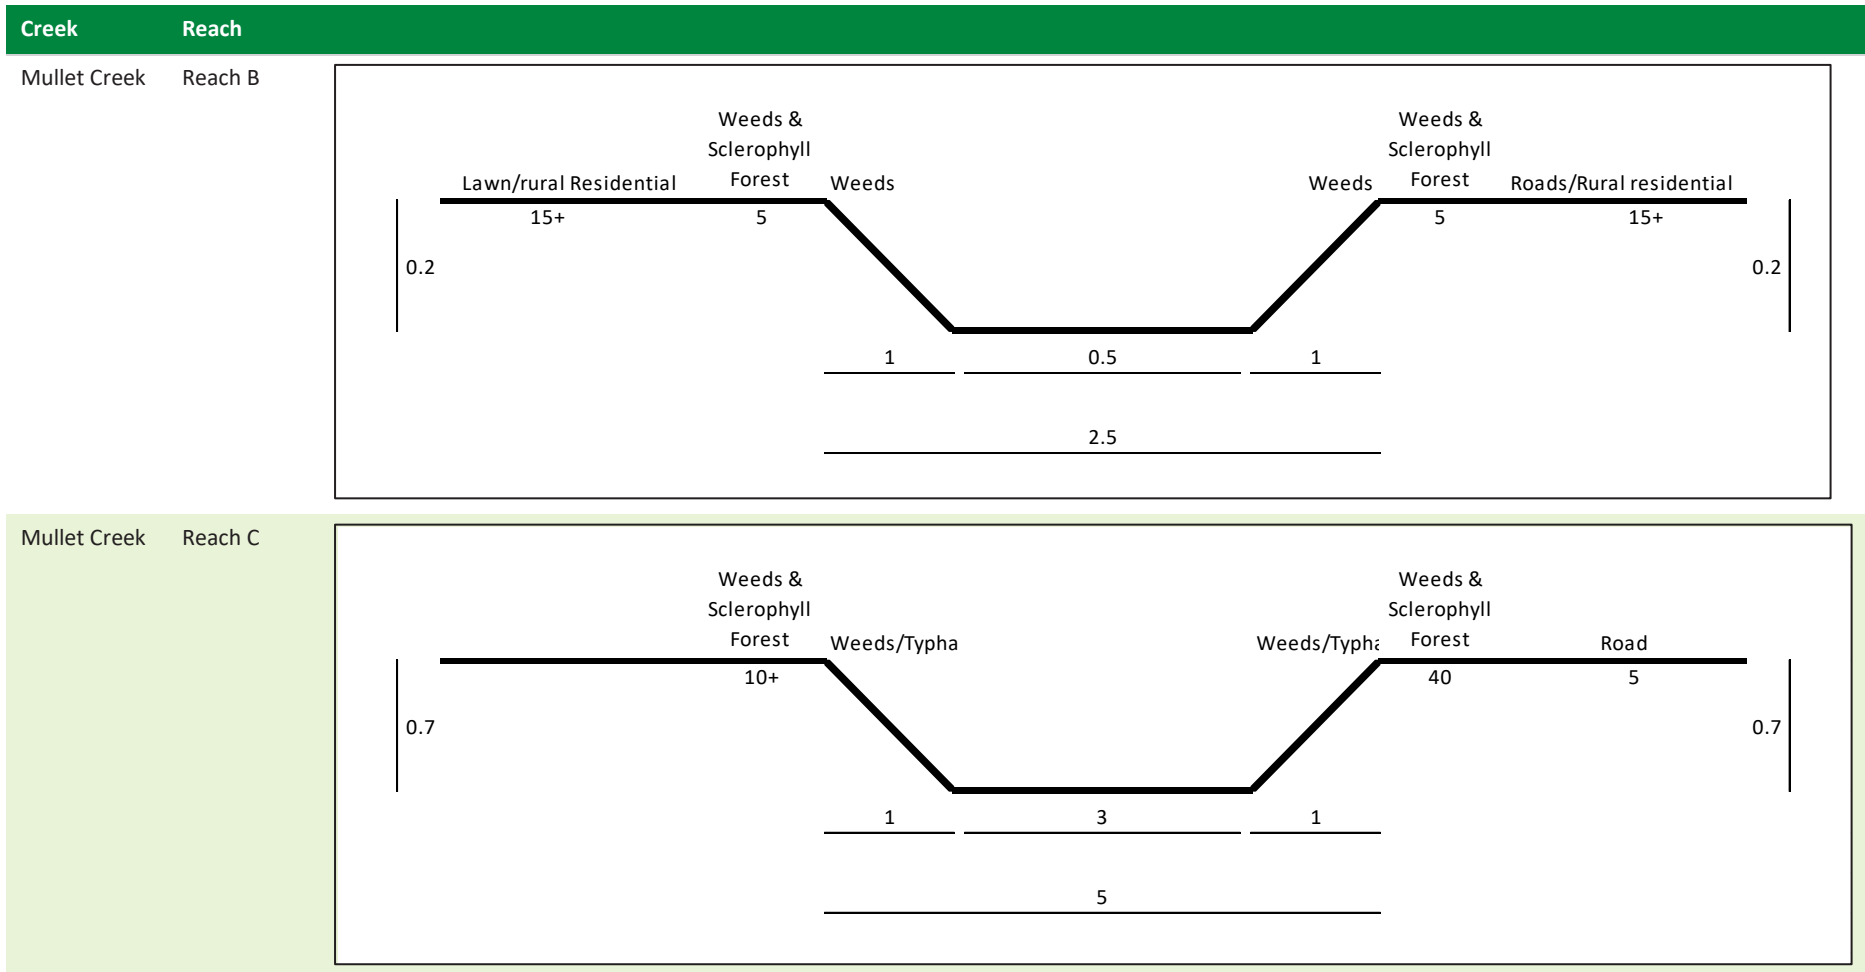 Creek Reach
Mullet Creek Reach B
Weeds &
Sclerophyll
Forest
Weeds &
Sclerophyll
Forest
Lawn/rural Residential
Weeds
Weeds
Roads/Rural residential
15+
5
5
15+
0.2
0.2
1
0.5
1
2.5
Mullet Creek Reach C
Weeds &
Sclerophyll
Forest
Weeds &
Sclerophyll
Forest
Weeds/Typha
Weeds/Typha
Road
10+
40
5
0.7
0.7
1
3
1
5